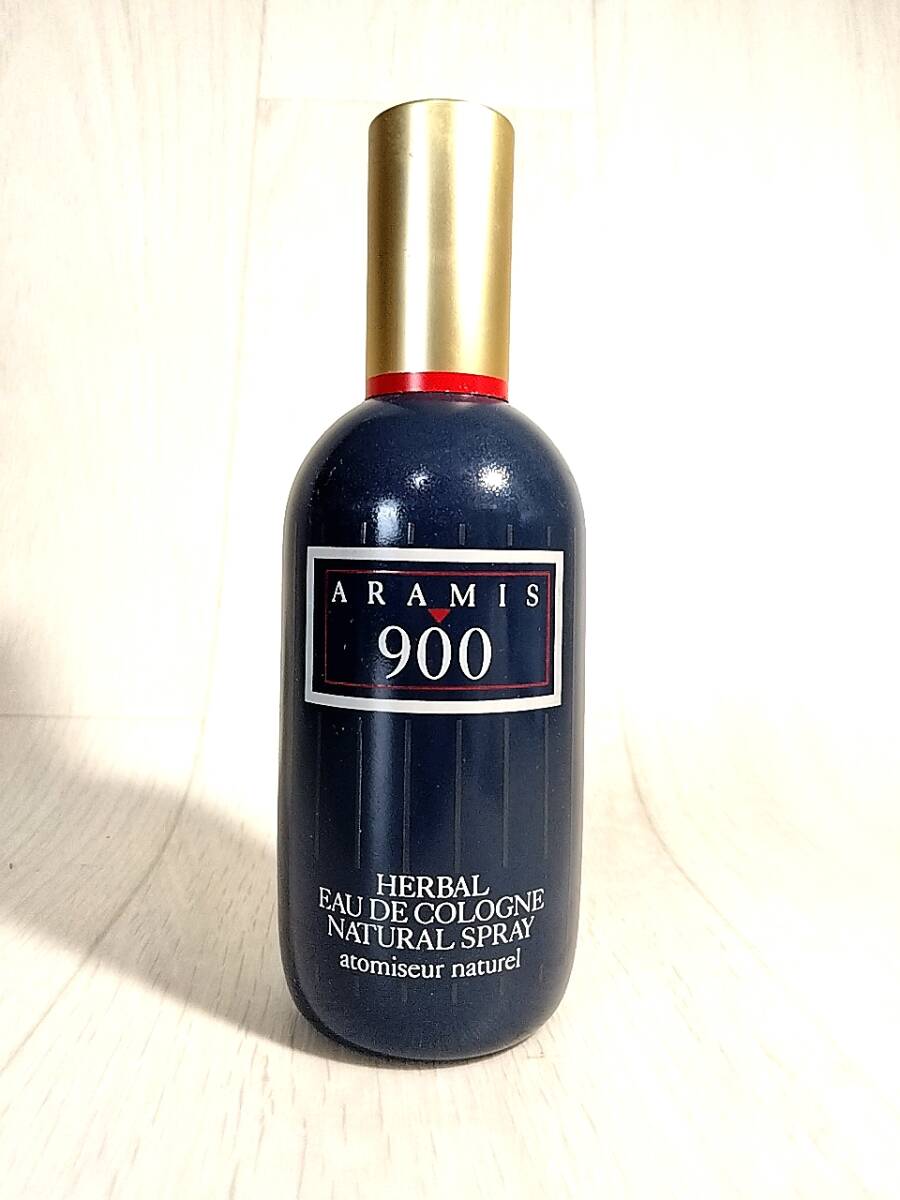 ARAMIS
900
HERBAL
EAU DE COLOGNE
NATURAL SPRAY
atomiseur naturel